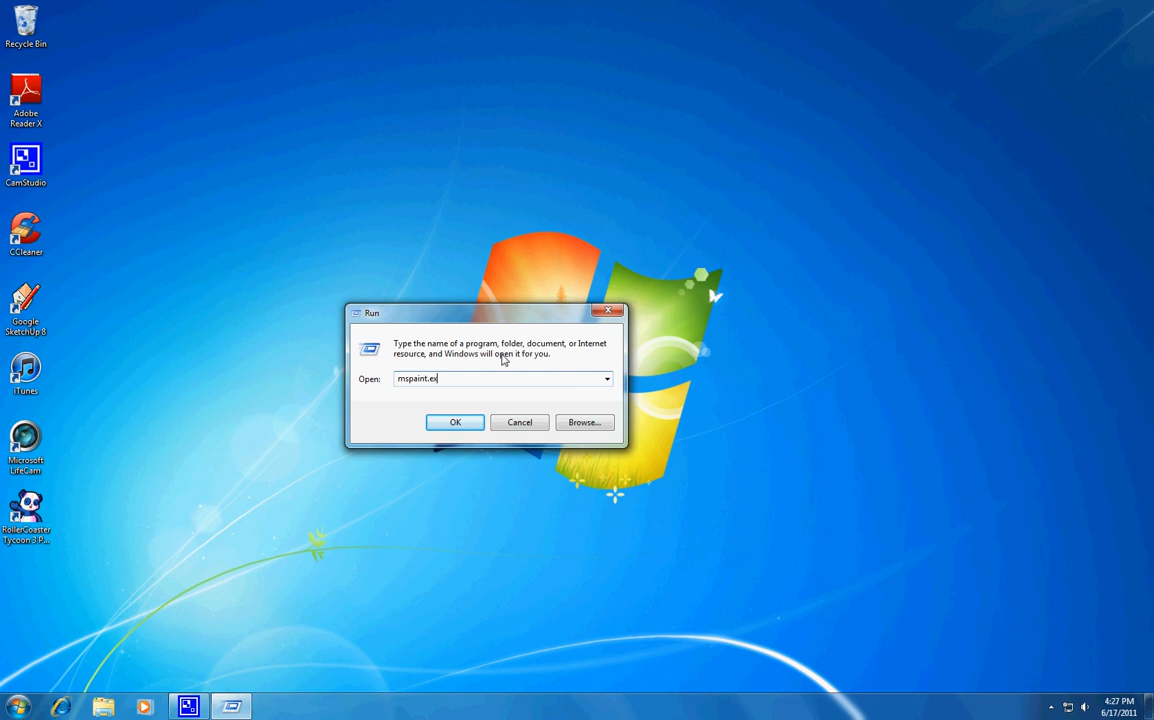 Recycle Bin
Adobe
Reader X
CamStudio
CCleaner
Google
SketchUp 8
iTunes
Microsoft
LifeCam
RollerCoaster
Tycoon 3 P...
Run
Type the name of a program, folder, document, or Internet
resource, and Windows will open it for you.
Open:
mspaint.ex
OK
Cancel
Browse...
4:27 PM
6/17/2011